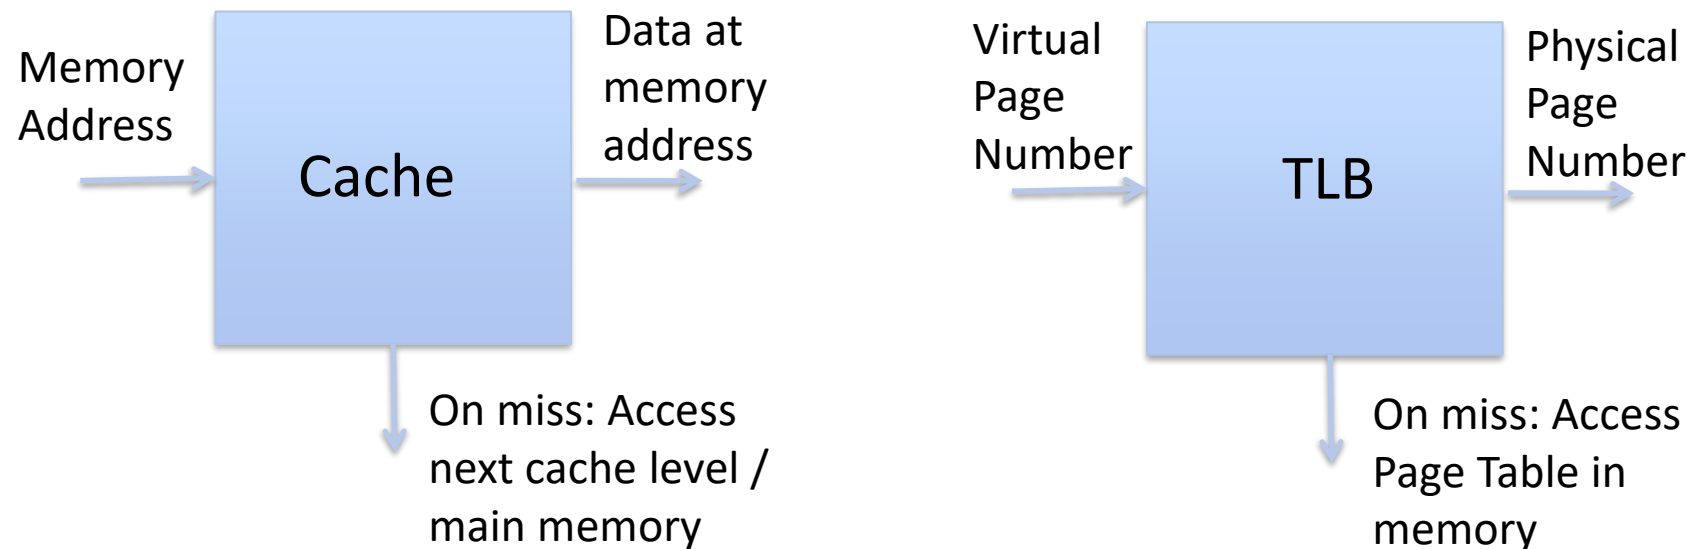 Memory
Address
Cache
Data at
memory
address
On miss: Access
next cache level /
main memory
Virtual
Page
Number
TLB
Physical
Page
Number
On miss: Access
Page Table in
memory